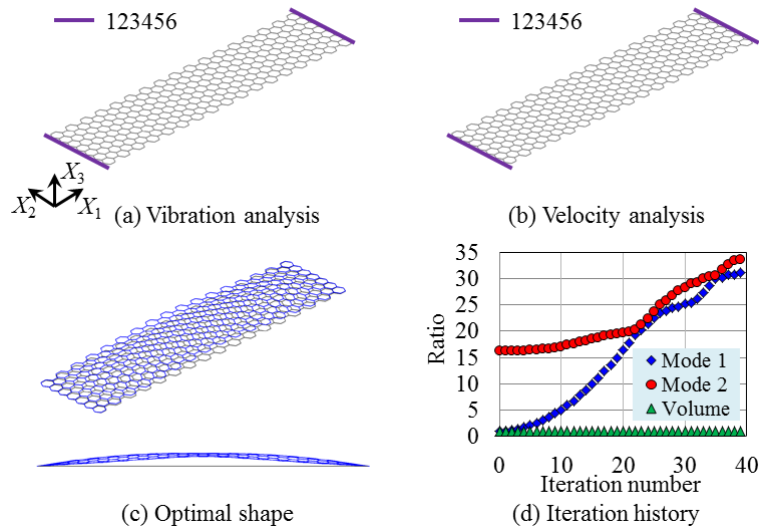 123456
123456
X3
X2
X1
(a) Vibration analysis
(b) Velocity analysis
35
30
25
20
15
10
5
0
Ratio
Mode 1
Mode 2
Volume
0 10 20 30 40
Iteration number
(c) Optimal shape
(d) Iteration history